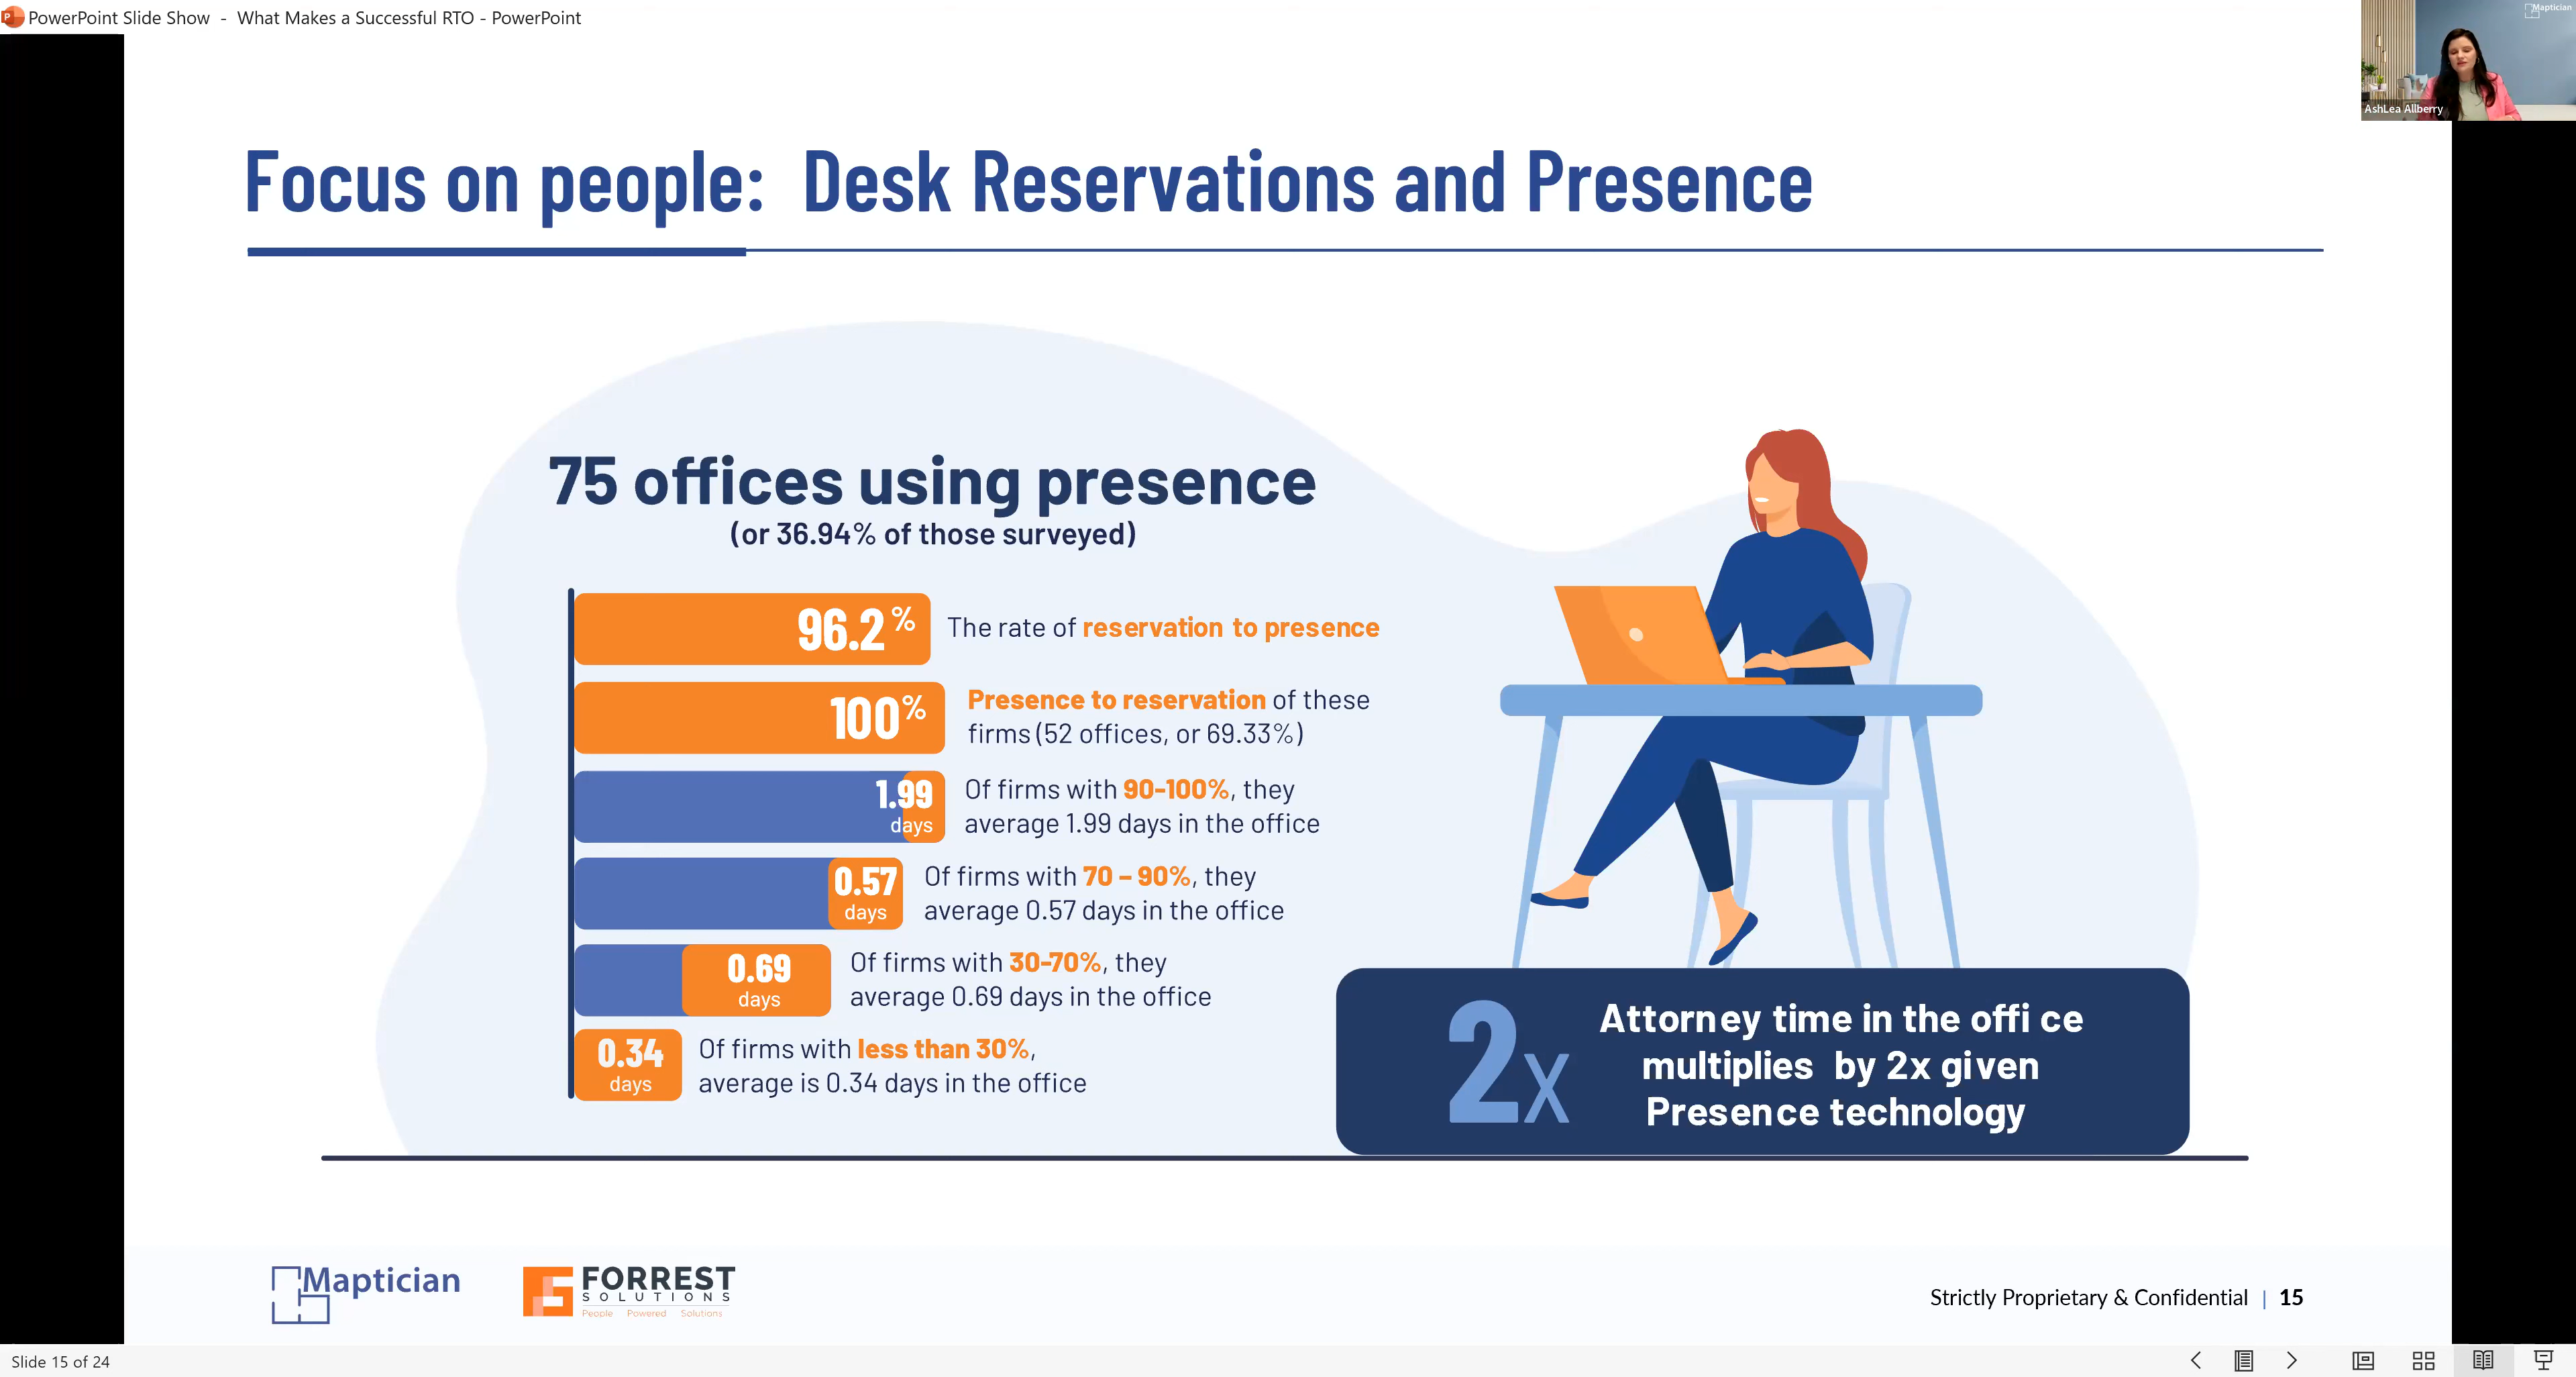 PowerPoint Slide Show - What Makes a Successful RTO - PowerPoint
Maptician
AshLea Allberry
Focus on people: Desk Reservations and Presence
75 offices using presence
(or 36.94% of those surveyed)
96.2%
The rate of reservation to presence
100%
Presence to reservation of these
firms (52 offices, or 69.33%)
1.99
days
Of firms with 90-100%, they
average 1.99 days in the office
0.57
days
Of firms with 70 – 90%, they
average 0.57 days in the office
0.69
days
Of firms with 30-70%, they
average 0.69 days in the office
0.34
days
Of firms with less than 30%,
average is 0.34 days in the office
2x
Attorney time in the offi ce
multiplies by 2x given
Presence technology
Maptician
FORREST
SOLUTIONS
People Powered Solutions
Strictly Proprietary & Confidential | 15
Slide 15 of 24